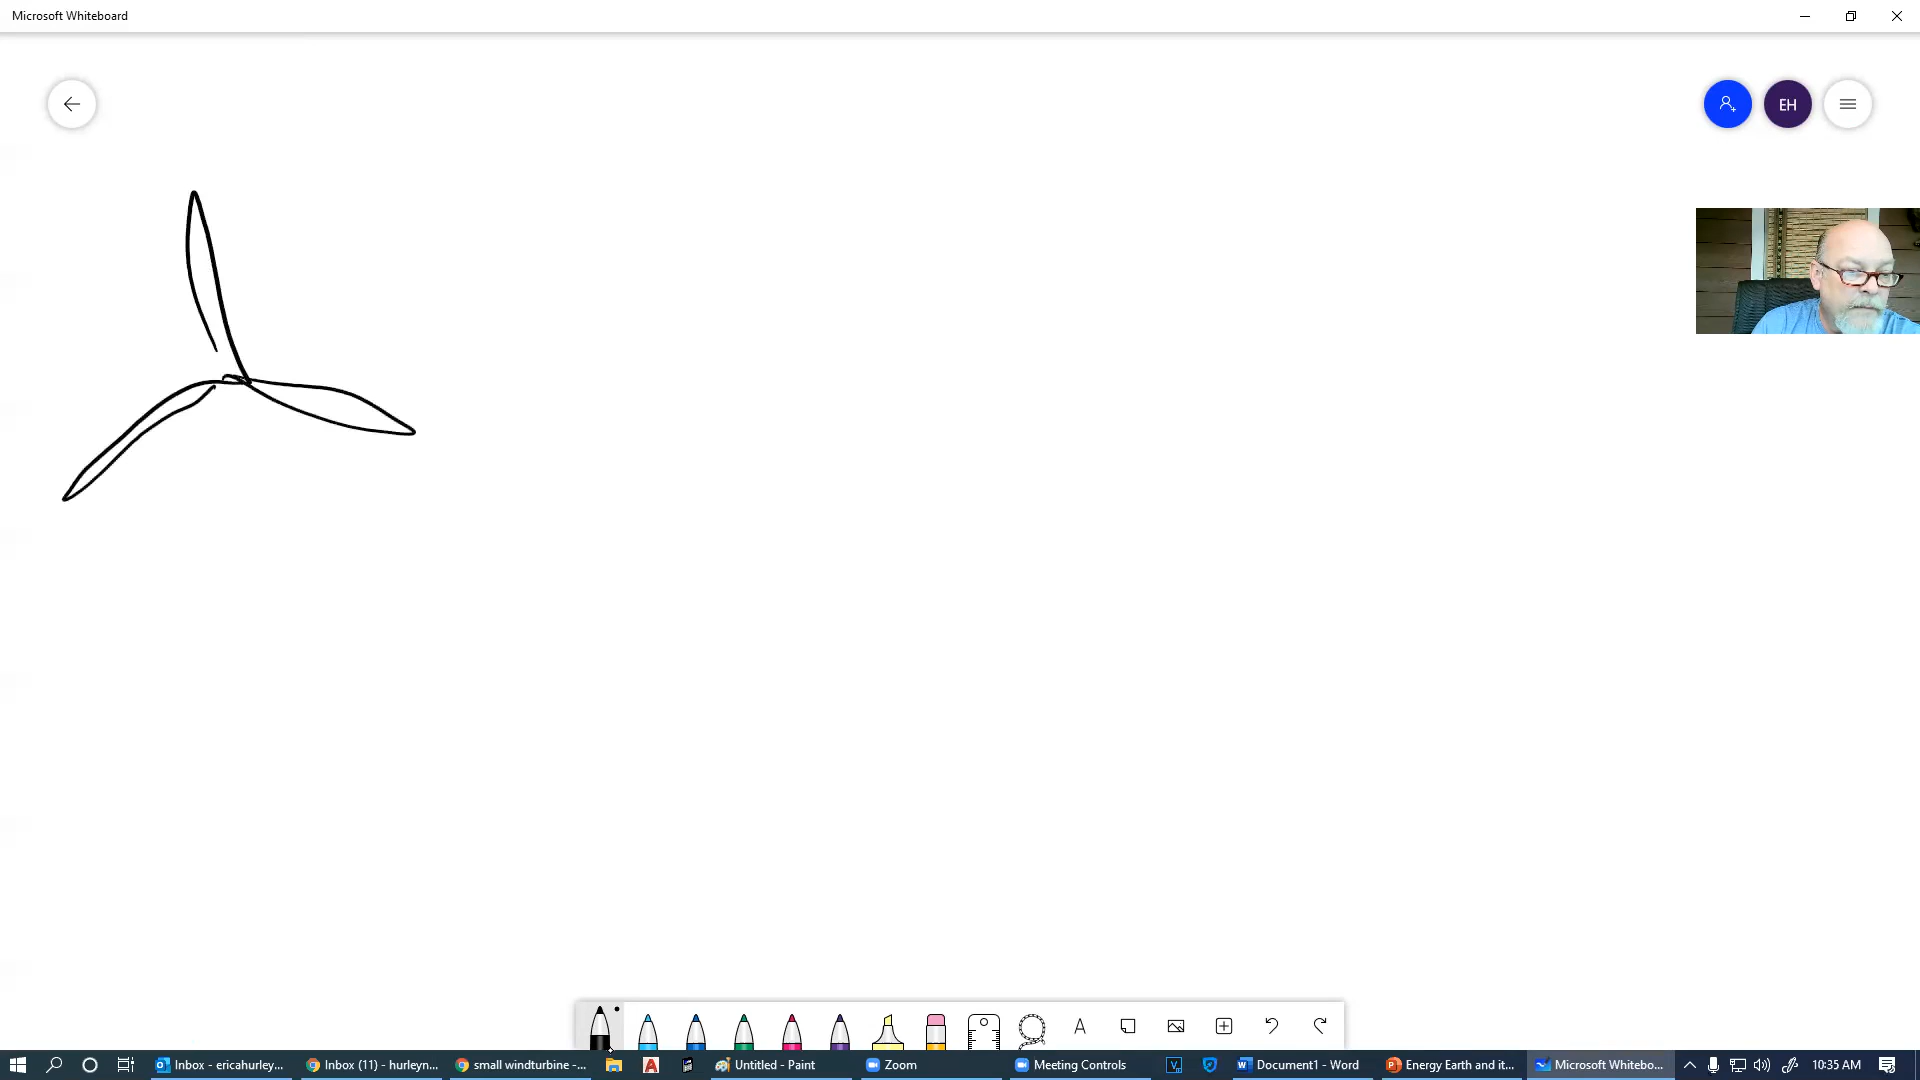 Microsoft Whiteboard
EH
A
Inbox - ericahurley...
Inbox (11) - hurleyn...
small windturbine -...
Untitled - Paint
Zoom
Meeting Controls
Document1 - Word
Energy Earth and it...
Microsoft Whitebo...
10:35 AM